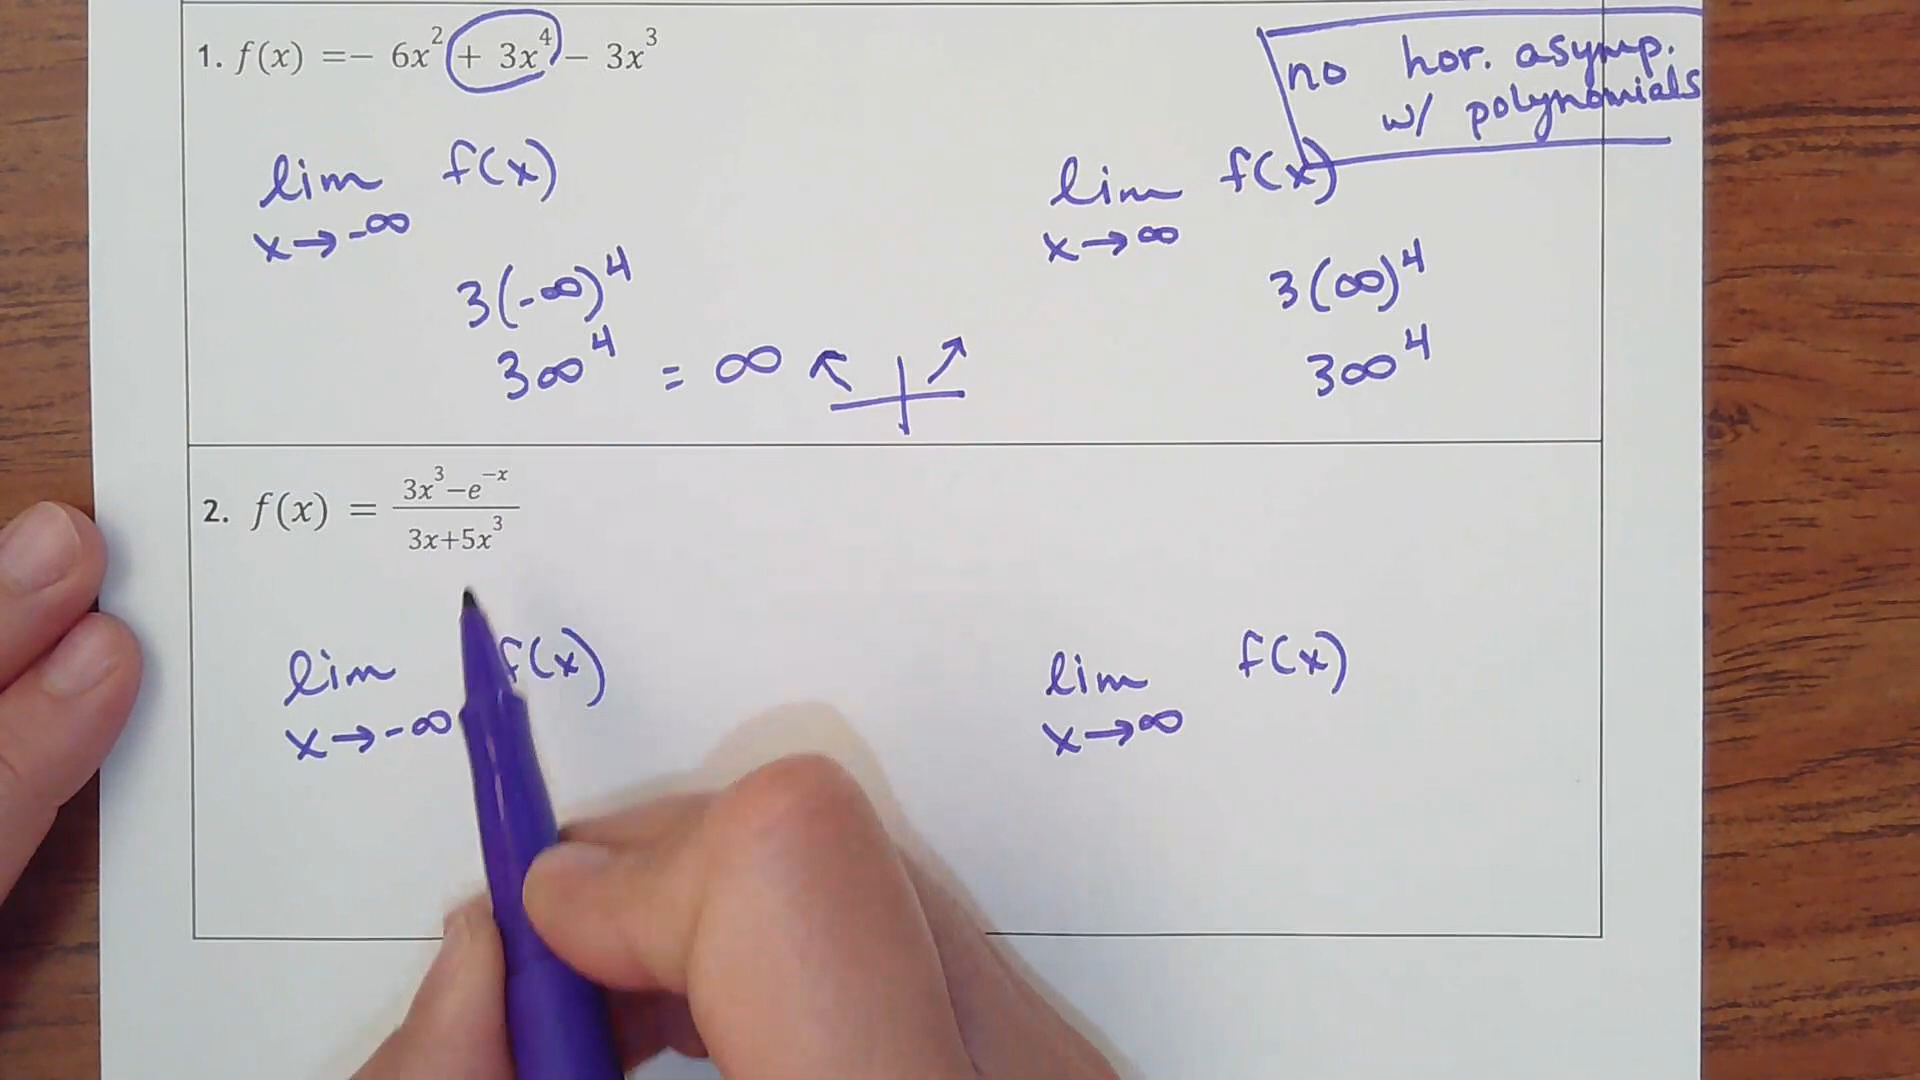 1. f(x) = − 6x² + 3x⁴ − 3x³
no hor. asymp.
w/ polynomials
lim f(x)
x→-∞
3(-∞)⁴
3∞⁴ = ∞
lim f(x)
x→∞
3(∞)⁴
3∞⁴
2. f(x) = (3x³−e⁻ˣ)/(3x+5x³)
lim f(x)
x→-∞
lim f(x)
x→∞